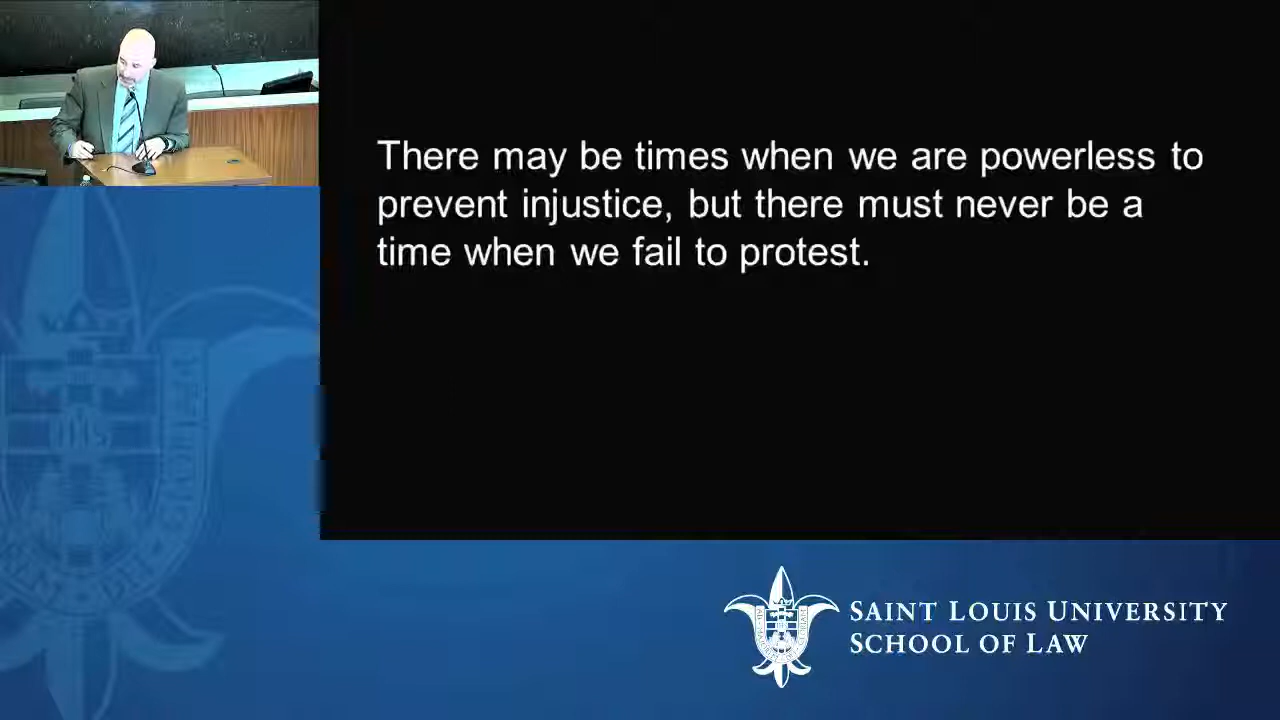 There may be times when we are powerless to
prevent injustice, but there must never be a
time when we fail to protest.
SAINT LOUIS UNIVERSITY
SCHOOL OF LAW